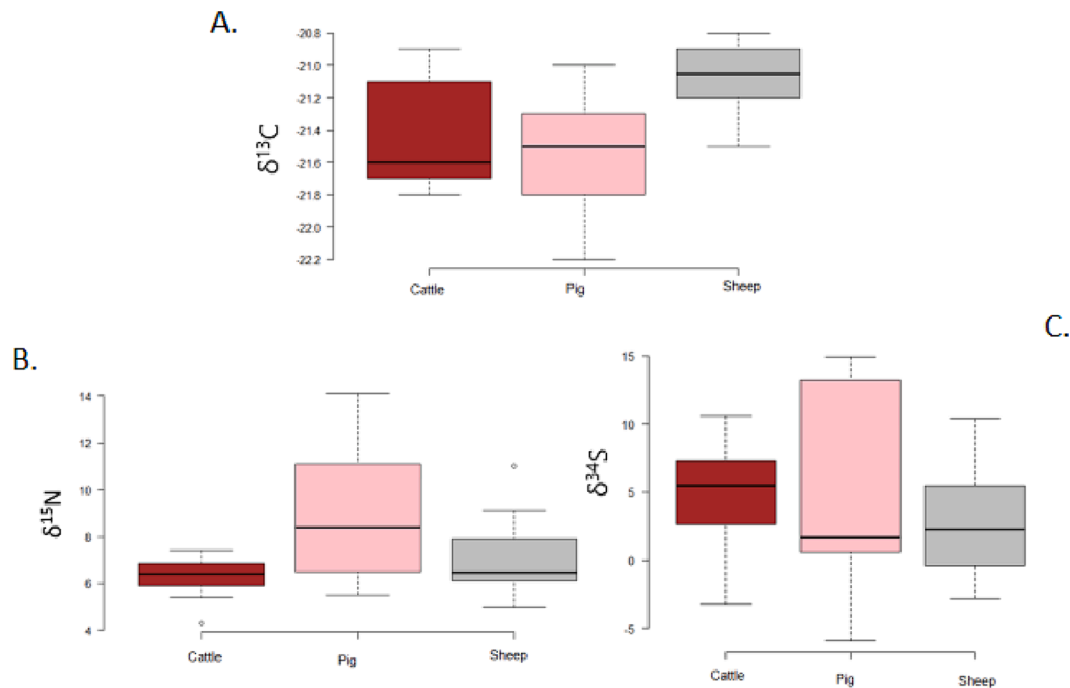 A.
-20.8
-21.0
-21.2
-21.4
-21.6
-21.8
-22.0
-22.2
δ¹³C
Cattle
Pig
Sheep
B.
14
12
10
8
6
4
δ¹⁵N
Cattle
Pig
Sheep
C.
15
10
5
0
-5
δ³⁴S
Cattle
Pig
Sheep